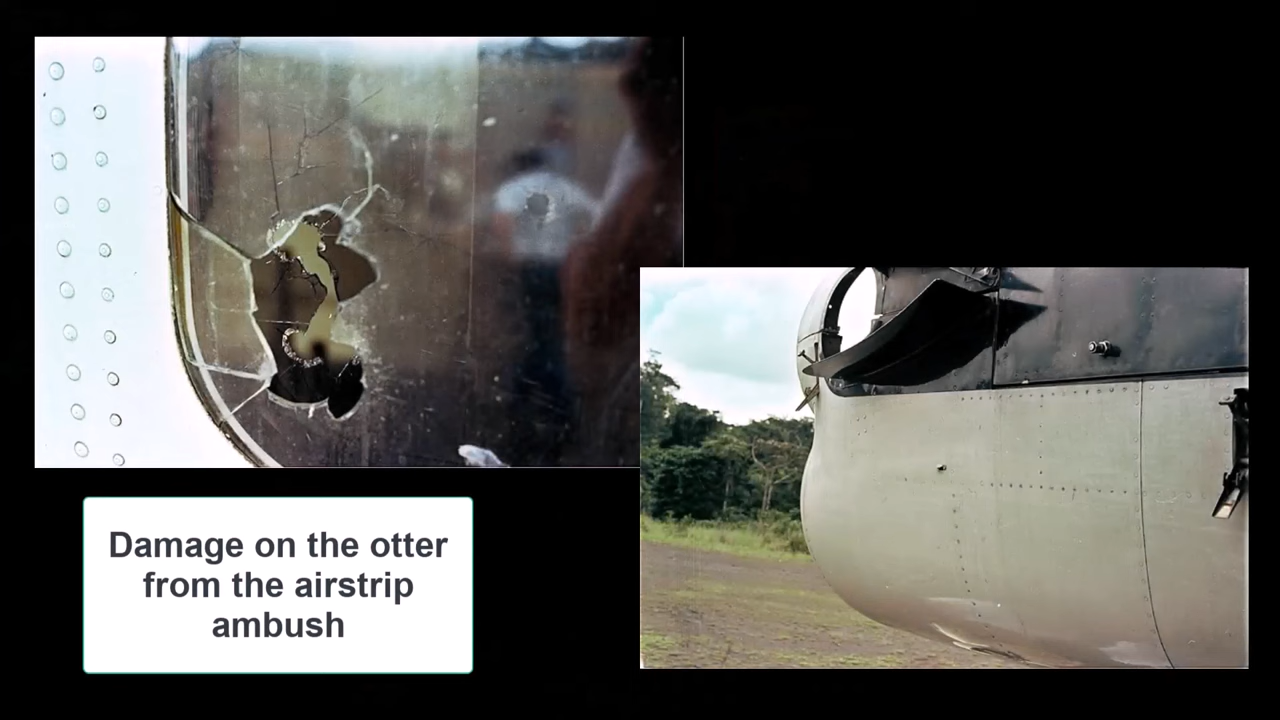 Damage on the otter
from the airstrip
ambush